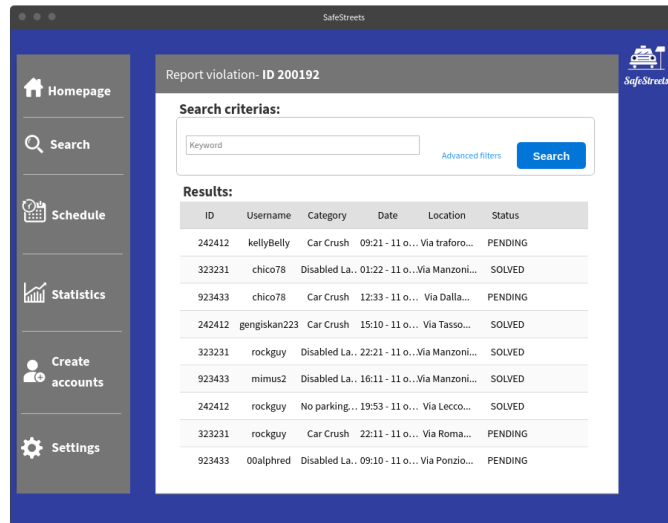 SafeStreets
SafeStreets
Homepage
Search
Schedule
Statistics
Create
accounts
Settings
Report violation- ID 200192
Search criterias:
Keyword
Advanced filters
Search
Results:
ID Username Category Date Location Status
242412 kellyBelly Car Crush 09:21 - 11 o... Via traforo... PENDING
323231 chico78 Disabled La.. 01:22 - 11 o... Via Manzoni... SOLVED
923433 chico78 Car Crush 12:33 - 11 o... Via Dalla... PENDING
242412 gengiskan223 Car Crush 15:10 - 11 o... Via Tasso... SOLVED
323231 rockguy Disabled La.. 22:21 - 11 o... Via Manzoni... SOLVED
923433 mimus2 Disabled La.. 16:11 - 11 o... Via Manzoni... SOLVED
242412 rockguy No parking... 19:53 - 11 o... Via Lecco... SOLVED
323231 rockguy Car Crush 22:11 - 11 o... Via Roma... PENDING
923433 00alphred Disabled La.. 09:10 - 11 o... Via Ponzio... PENDING